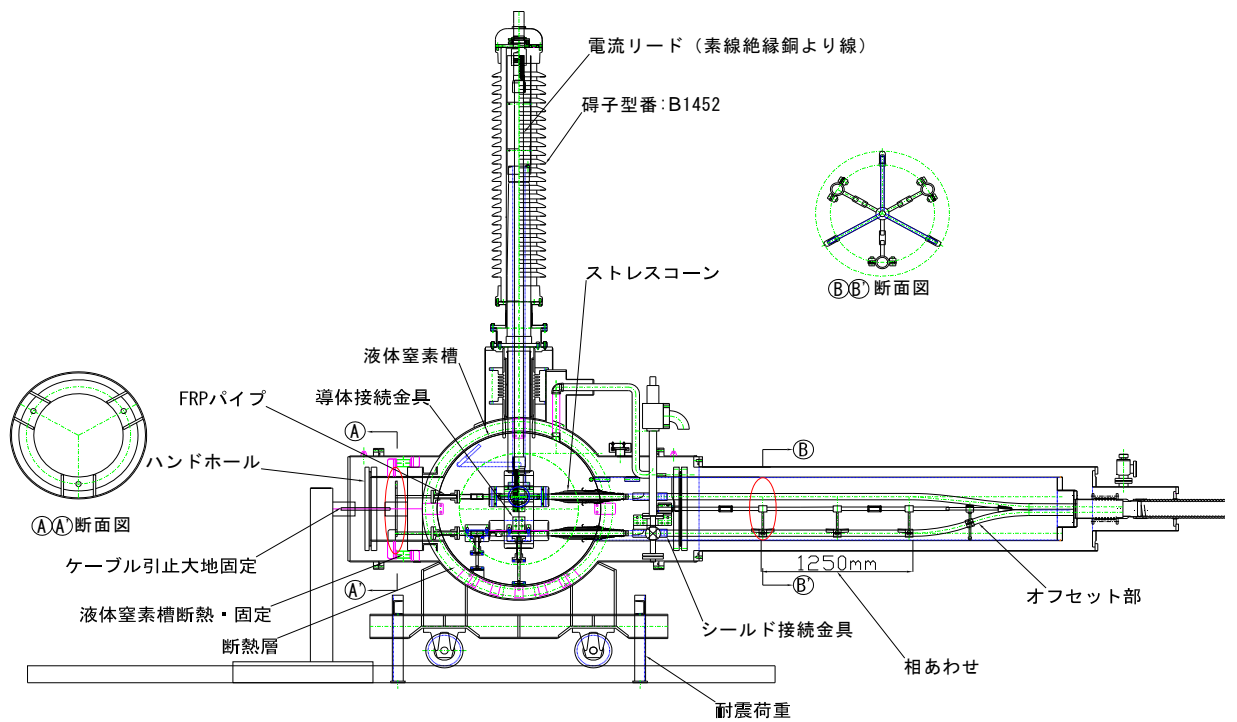 電流リード（素線絶縁銅より線）
碍子型番:B1452
ストレスコーン
ⒷⒷ'断面図
液体窒素槽
FRPパイプ
導体接続金具
Ⓐ
Ⓑ
ハンドホール
ⒶⒶ'断面図
ケーブル引止大地固定
1250mm
Ⓐ'
Ⓑ'
液体窒素槽断熱・固定
オフセット部
シールド接続金具
断熱層
相あわせ
耐震荷重